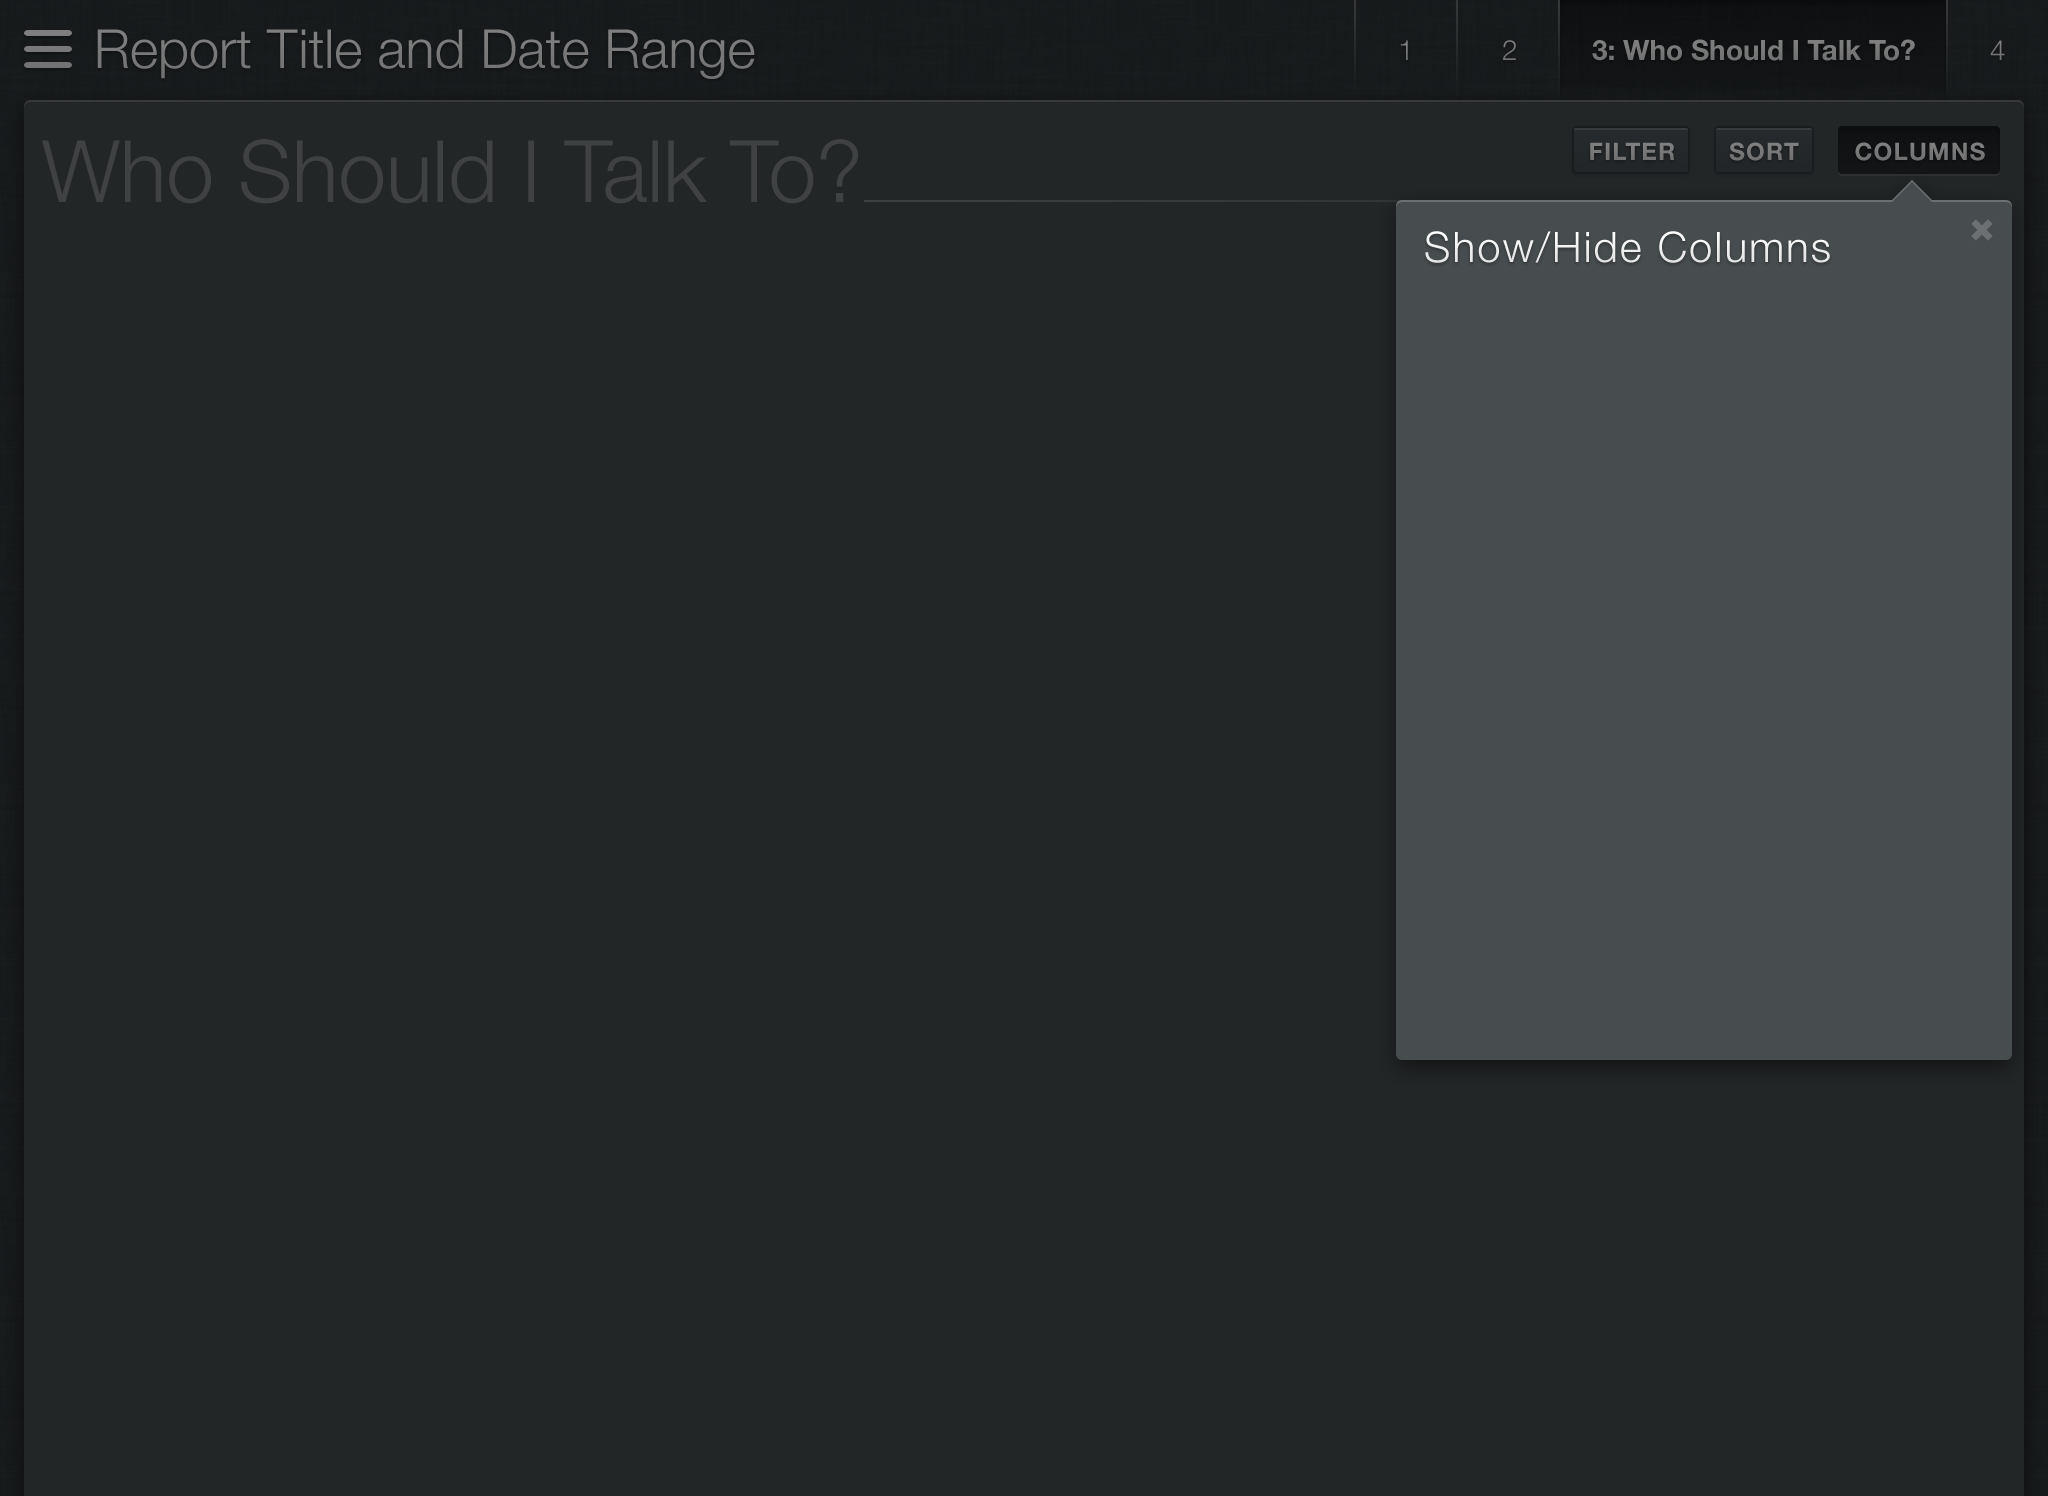 Report Title and Date Range
1
2
3: Who Should I Talk To?
4
Who Should I Talk To?
FILTER
SORT
COLUMNS
Show/Hide Columns